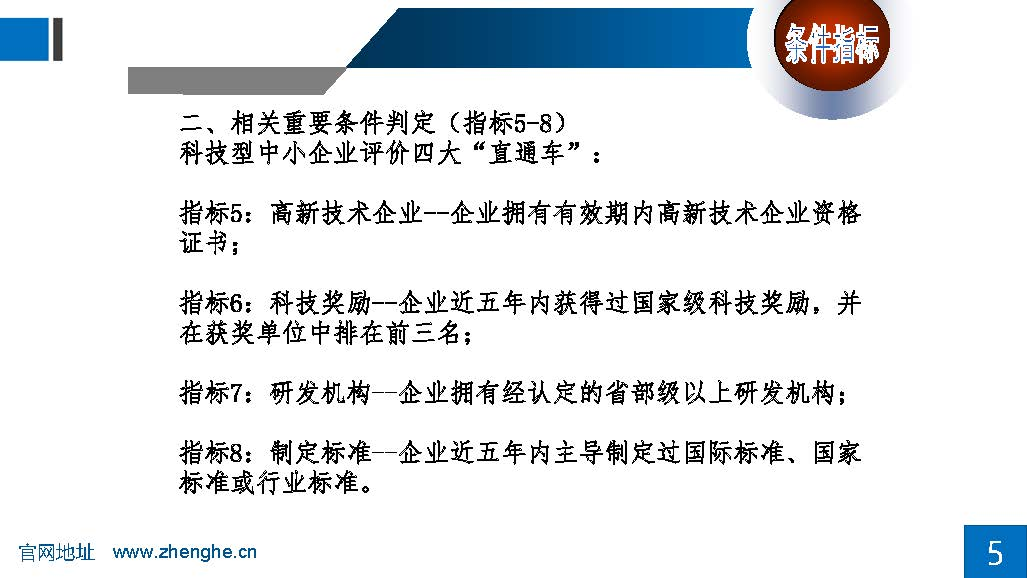 条件指标
二、相关重要条件判定（指标5-8）
科技型中小企业评价四大“直通车”：
指标5：高新技术企业--企业拥有有效期内高新技术企业资格
证书；
指标6：科技奖励--企业近五年内获得过国家级科技奖励，并
在获奖单位中排在前三名；
指标7：研发机构--企业拥有经认定的省部级以上研发机构；
指标8：制定标准--企业近五年内主导制定过国际标准、国家
标准或行业标准。
官网地址 www.zhenghe.cn
5